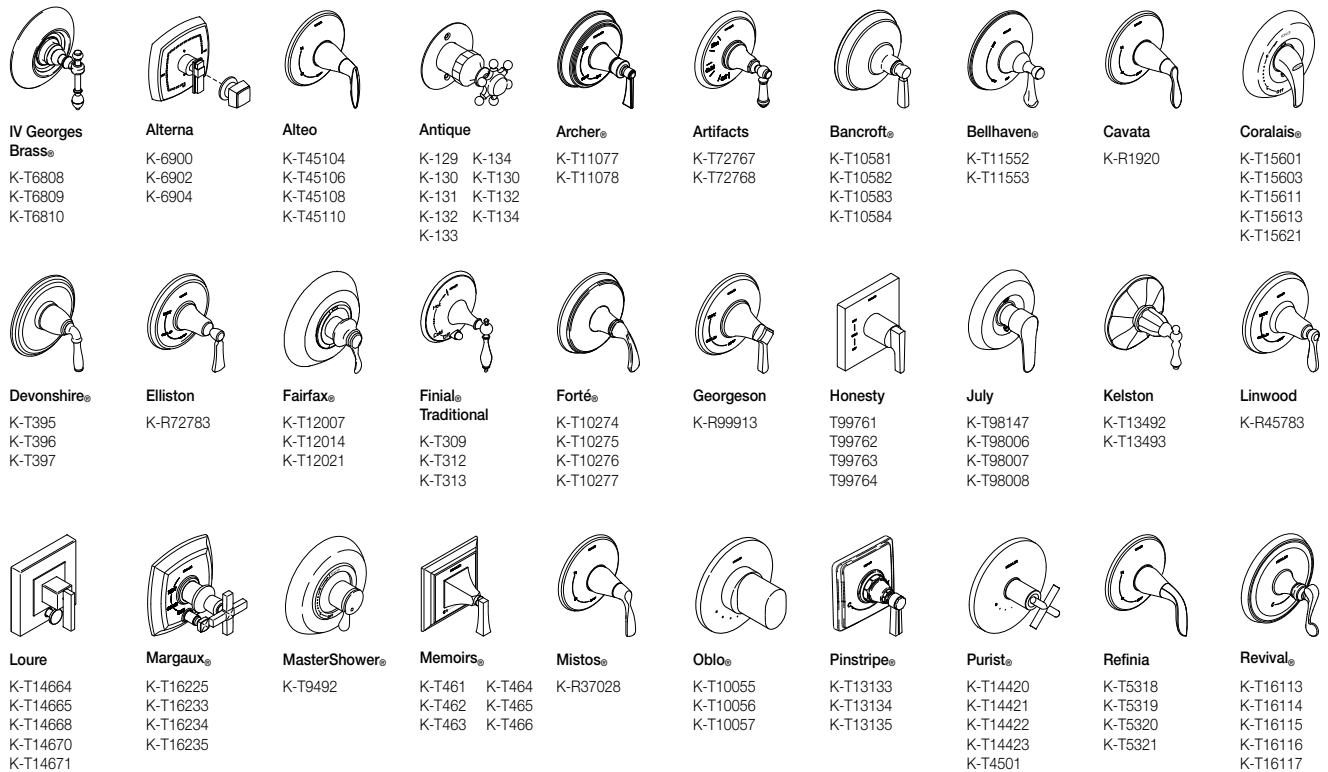 IV Georges
Brass®
K-T6808
K-T6809
K-T6810
Alterna
K-6900
K-6902
K-6904
Alteo
K-T45104
K-T45106
K-T45108
K-T45110
Antique
K-129 K-134
K-130 K-T130
K-131 K-T132
K-132 K-T134
K-133
Archer®
K-T11077
K-T11078
Artifacts
K-T72767
K-T72768
Bancroft®
K-T10581
K-T10582
K-T10583
K-T10584
Bellhaven®
K-T11552
K-T11553
Cavata
K-R1920
Coralais®
K-T15601
K-T15603
K-T15611
K-T15613
K-T15621
Devonshire®
K-T395
K-T396
K-T397
Elliston
K-R72783
Fairfax®
K-T12007
K-T12014
K-T12021
Finial®
Traditional
K-T309
K-T312
K-T313
Forté®
K-T10274
K-T10275
K-T10276
K-T10277
Georgeson
K-R99913
Honesty
T99761
T99762
T99763
T99764
July
K-T98147
K-T98006
K-T98007
K-T98008
Kelston
K-T13492
K-T13493
Linwood
K-R45783
Loure
K-T14664
K-T14665
K-T14668
K-T14670
K-T14671
Margaux®
K-T16225
K-T16233
K-T16234
K-T16235
MasterShower®
K-T9492
Memoirs®
K-T461 K-T464
K-T462 K-T465
K-T463 K-T466
Mistos®
K-R37028
Oblo®
K-T10055
K-T10056
K-T10057
Pinstripe®
K-T13133
K-T13134
K-T13135
Purist®
K-T14420
K-T14421
K-T14422
K-T14423
K-T4501
Refinia
K-T5318
K-T5319
K-T5320
K-T5321
Revival®
K-T16113
K-T16114
K-T16115
K-T16116
K-T16117